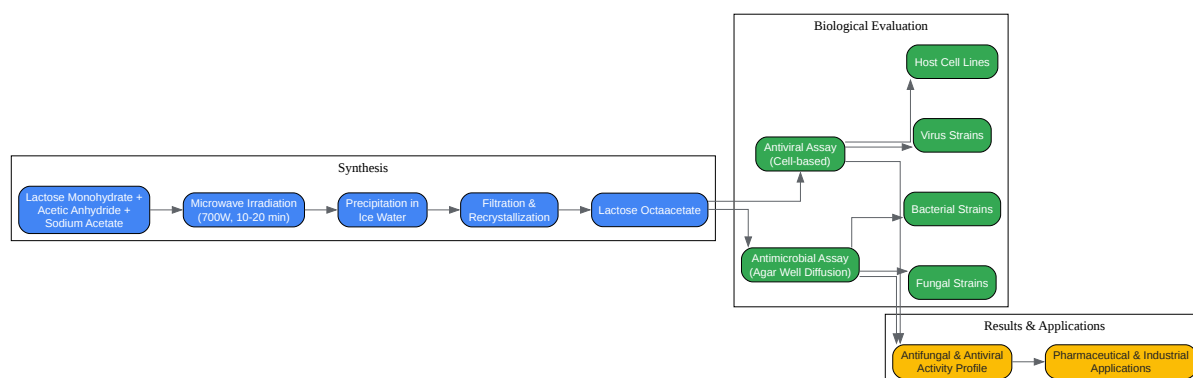 Synthesis
Lactose Monohydrate +
Acetic Anhydride +
Sodium Acetate
Microwave Irradiation
(700W, 10-20 min)
Precipitation in
Ice Water
Filtration &
Recrystallization
Lactose Octaacetate
Biological Evaluation
Antiviral Assay
(Cell-based)
Host Cell Lines
Virus Strains
Antimicrobial Assay
(Agar Well Diffusion)
Bacterial Strains
Fungal Strains
Results & Applications
Antifungal & Antiviral
Activity Profile
Pharmaceutical & Industrial
Applications